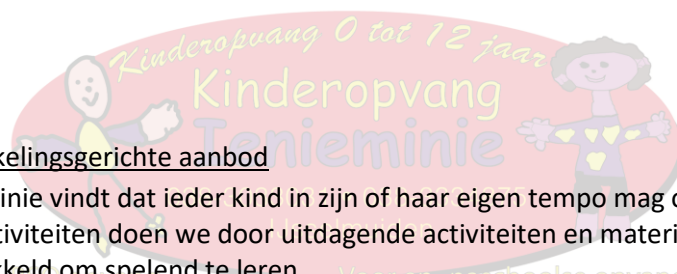 Kinderopvang 0 tot 12 jaar
Kinderopvang
Tenieminie
kelingsgerichte aanbod
inie vindt dat ieder kind in zijn of haar eigen tempo mag
tiviteiten doen we door uitdagende activiteiten en materi
kkeld om spelend te leren